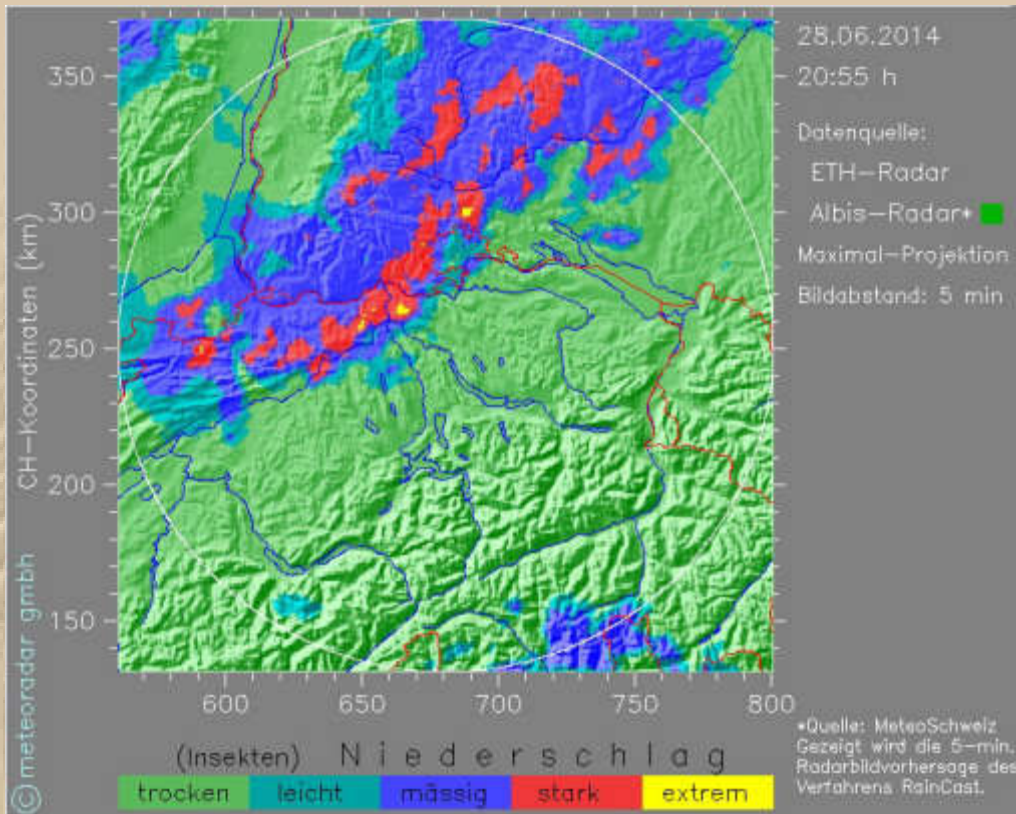 28.06.2014
20:55 h
Datenquelle:
ETH-Radar
Albis-Radar*
Maximal-Projektion
Bildabstand: 5 min
CH-Koordinaten (km)
© meteoradar gmbh
350
300
250
200
150
600
650
700
750
800
(Insekten) Niederschlag
trocken leicht mässig stark extrem
*Quelle: MeteoSchweiz
Gezeigt wird die 5-min.
Radarbildvorhersage des
Verfahrens RainCast.